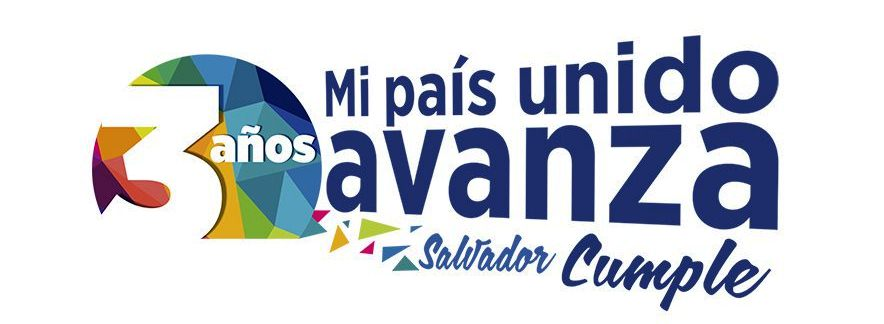 3 años
Mi país unido
avanza
Salvador Cumple